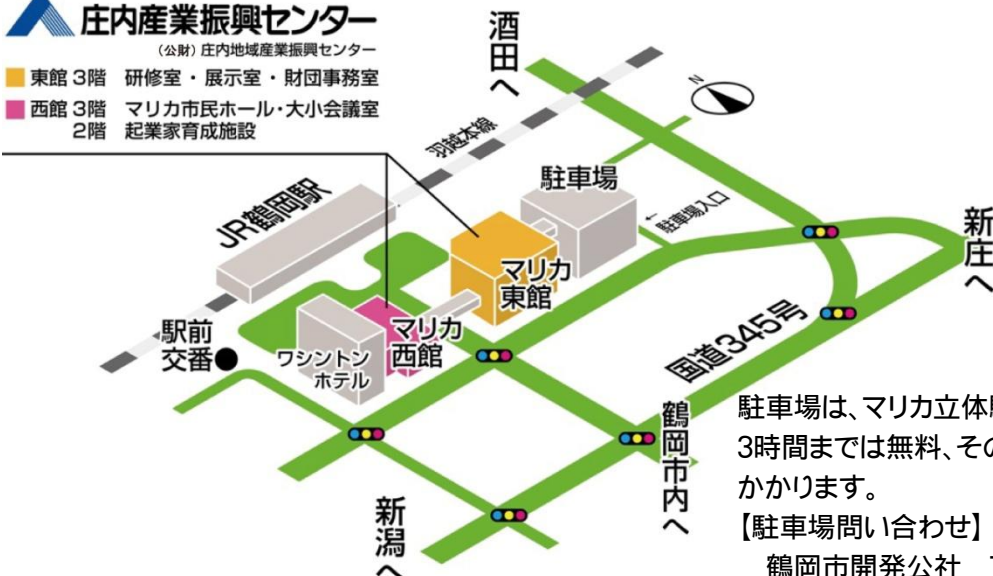 庄内産業振興センター
(公財)庄内地域産業振興センター
東館 3階 研修室・展示室・財団事務室
西館 3階 マリカ市民ホール・大小会議室
2階 起業家育成施設
酒田へ
N
羽越本線
駐車場
JR鶴岡駅
←駐車場入口
新庄へ
マリカ
東館
駅前
交番
マリカ
西館
ワシントン
ホテル
国道345号
鶴岡市内へ
新潟へ
駐車場は、マリカ立体
3時間までは無料、その
かかります。
【駐車場問い合わせ】
鶴岡市開発公社